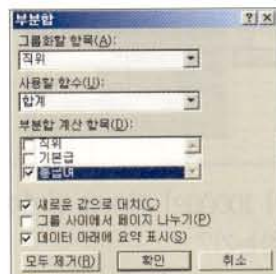 부분합
그룹화할 항목(A):
직위
사용할 함수(U):
합계
부분합 계산 항목(D):
직위
기본급
총급여
새로운 값으로 대치(C)
그룹 사이에서 페이지 나누기(P)
데이터 아래에 요약 표시(S)
모두 제거(R) 확인 취소